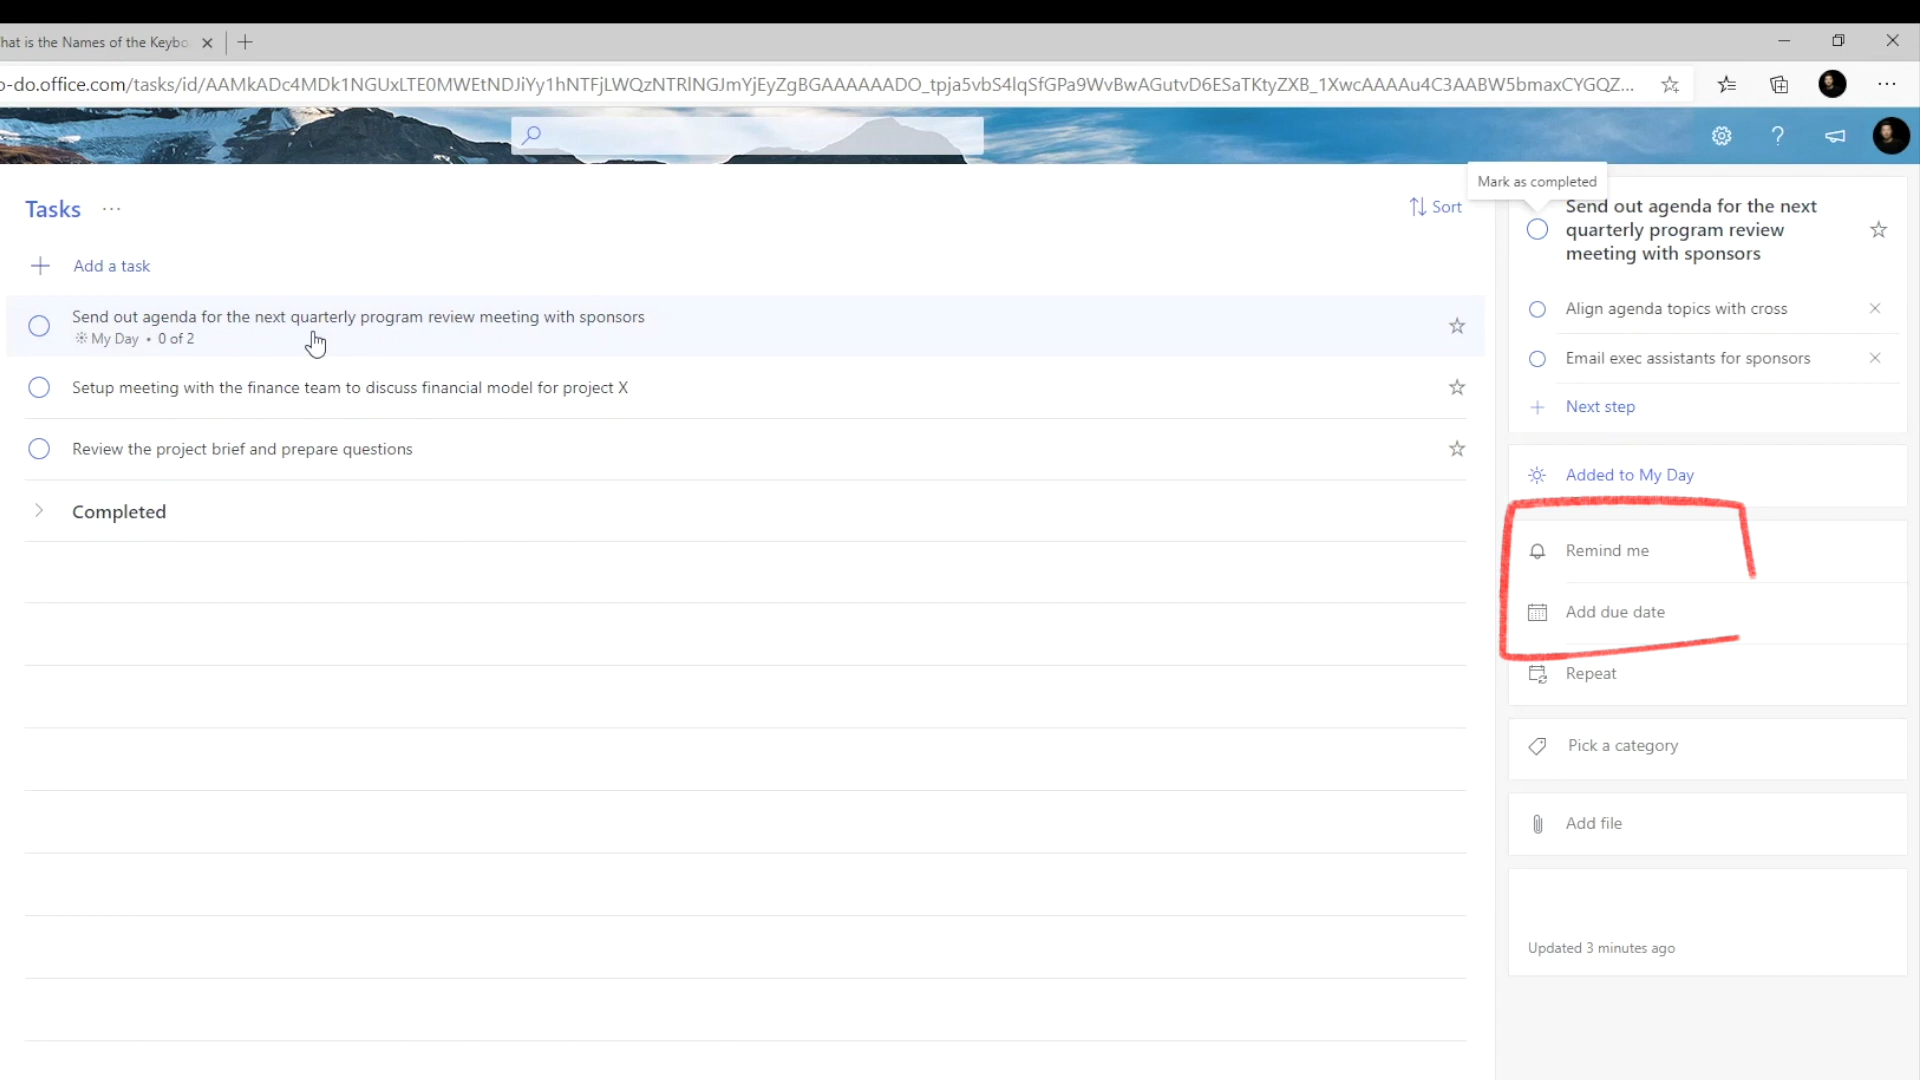 hat is the Names of the Keybo
o-do.office.com/tasks/id/AAMkADc4MDk1NGUxLTE0MWEtNDJiYy1hNTFjLWQzNTRlNGJmYjEyZgBGAAAAAADO_tpja5vbS4lqSfGPa9WvBwAGutvD6ESaTKtyZXB_1XwcAAAAAu4C3AABW5bmaxCYGQZ...
Tasks ...
Sort
Add a task
Send out agenda for the next quarterly program review meeting with sponsors
My Day • 0 of 2
Setup meeting with the finance team to discuss financial model for project X
Review the project brief and prepare questions
Completed
Mark as completed
Send out agenda for the next
quarterly program review
meeting with sponsors
Align agenda topics with cross
Email exec assistants for sponsors
Next step
Added to My Day
Remind me
Add due date
Repeat
Pick a category
Add file
Updated 3 minutes ago